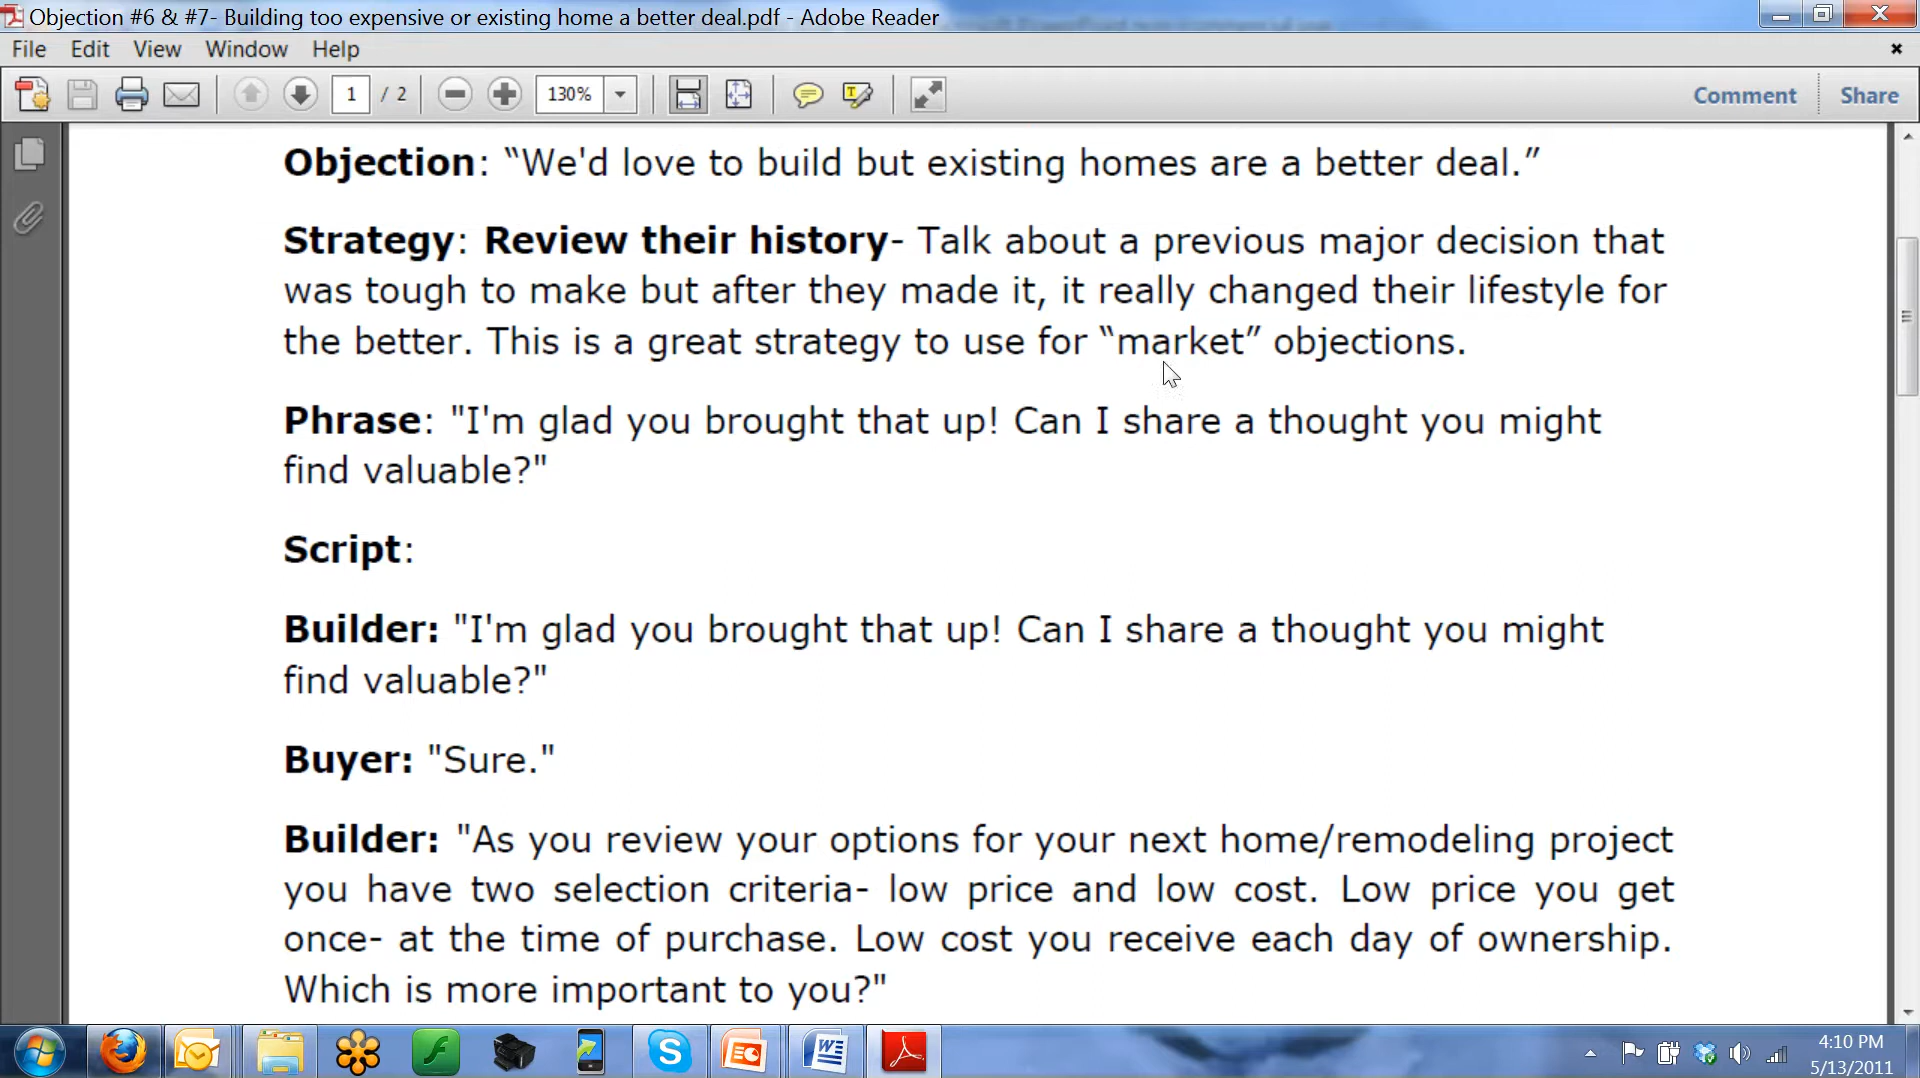 Objection #6 & #7- Building too expensive or existing home a better deal.pdf - Adobe Reader
File Edit View Window Help
1 / 2 130% Comment Share
Objection: “We'd love to build but existing homes are a better deal.”
Strategy: Review their history- Talk about a previous major decision that
was tough to make but after they made it, it really changed their lifestyle for
the better. This is a great strategy to use for “market” objections.
Phrase: "I'm glad you brought that up! Can I share a thought you might
find valuable?"
Script:
Builder: "I'm glad you brought that up! Can I share a thought you might
find valuable?"
Buyer: "Sure."
Builder: "As you review your options for your next home/remodeling project
you have two selection criteria- low price and low cost. Low price you get
once- at the time of purchase. Low cost you receive each day of ownership.
Which is more important to you?"
4:10 PM
5/13/2011